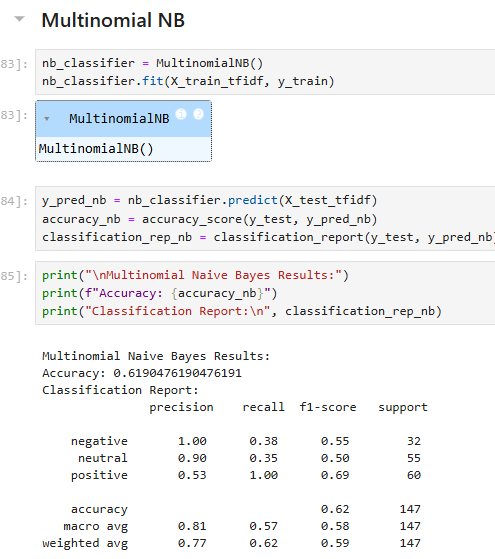 Multinomial NB
83]:
nb_classifier = MultinomialNB()
nb_classifier.fit(X_train_tfidf, y_train)
83]:
MultinomialNB
MultinomialNB()
84]:
y_pred_nb = nb_classifier.predict(X_test_tfidf)
accuracy_nb = accuracy_score(y_test, y_pred_nb)
classification_rep_nb = classification_report(y_test, y_pred_nb)
85]:
print("\nMultinomial Naive Bayes Results:")
print(f"Accuracy: {accuracy_nb}")
print("Classification Report:\n", classification_rep_nb)
Multinomial Naive Bayes Results:
Accuracy: 0.6190476190476191
Classification Report:
precision recall f1-score support
negative 1.00 0.38 0.55 32
neutral 0.90 0.35 0.50 55
positive 0.53 1.00 0.69 60
accuracy 0.62 147
macro avg 0.81 0.57 0.58 147
weighted avg 0.77 0.62 0.59 147